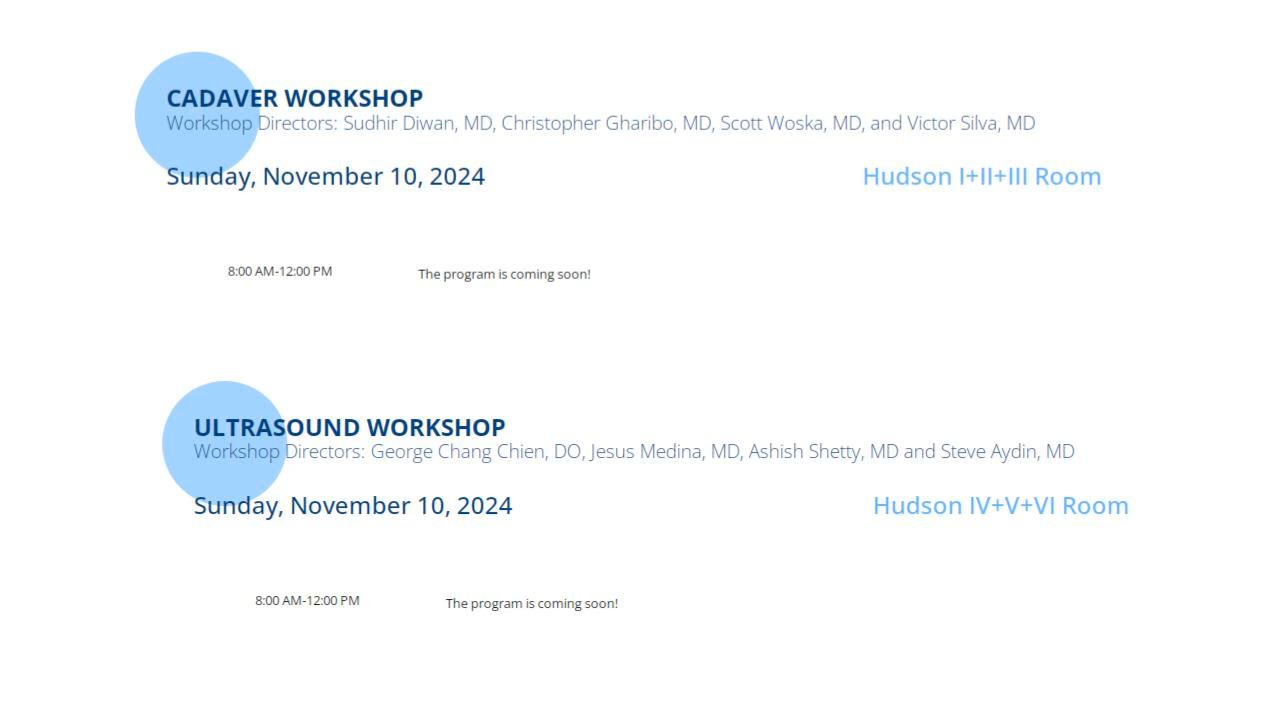 CADAVER WORKSHOP
Workshop Directors: Sudhir Diwan, MD, Christopher Gharibo, MD, Scott Woska, MD, and Victor Silva, MD
Sunday, November 10, 2024
Hudson I+II+III Room
8:00 AM-12:00 PM
The program is coming soon!
ULTRASOUND WORKSHOP
Workshop Directors: George Chang Chien, DO, Jesus Medina, MD, Ashish Shetty, MD and Steve Aydin, MD
Sunday, November 10, 2024
Hudson IV+V+VI Room
8:00 AM-12:00 PM
The program is coming soon!